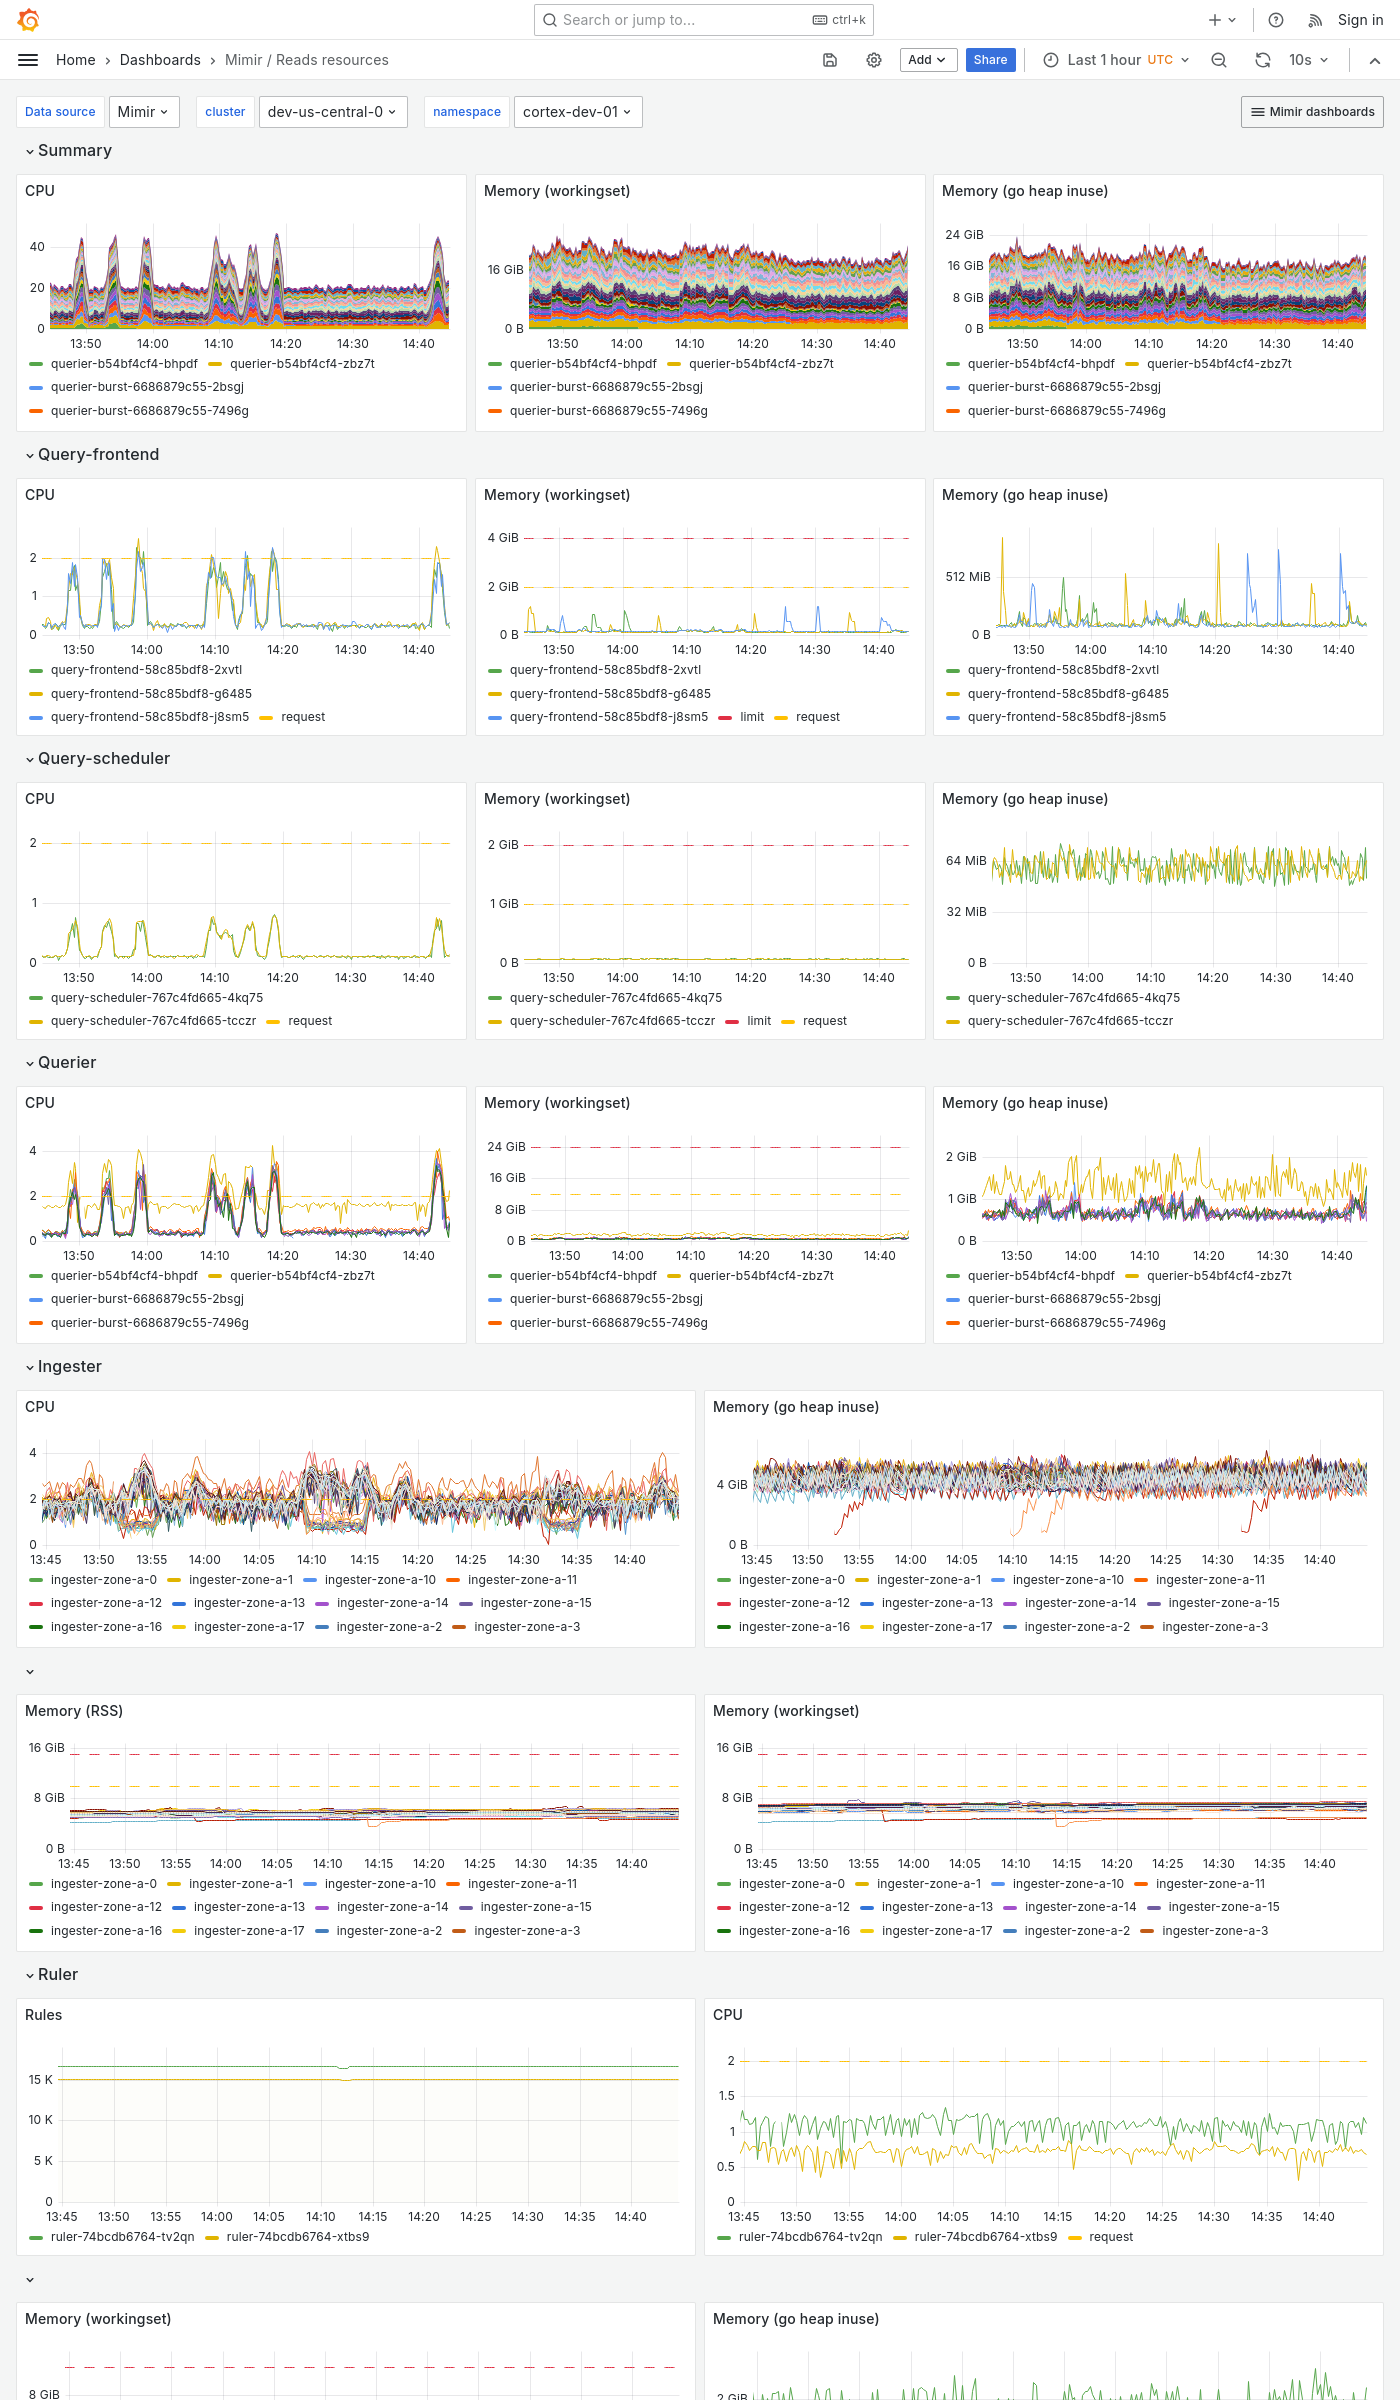 Search or jump to... ctrl+k Sign in
Home Dashboards Mimir / Reads resources Add Share Last 1 hour UTC 10s
Data source Mimir cluster dev-us-central-0 namespace cortex-dev-01 Mimir dashboards
Summary
CPU Memory (workingset) Memory (go heap inuse)
40
20
0
13:50 14:00 14:10 14:20 14:30 14:40
16 GiB
0 B
13:50 14:00 14:10 14:20 14:30 14:40
24 GiB
16 GiB
8 GiB
0 B
13:50 14:00 14:10 14:20 14:30 14:40
querier-b54bf4cf4-bhpdf querier-b54bf4cf4-zbz7t querier-b54bf4cf4-bhpdf querier-b54bf4cf4-zbz7t querier-b54bf4cf4-bhpdf querier-b54bf4cf4-zbz7t
querier-burst-6686879c55-2bsgj querier-burst-6686879c55-2bsgj querier-burst-6686879c55-2bsgj
querier-burst-6686879c55-7496g querier-burst-6686879c55-7496g querier-burst-6686879c55-7496g
Query-frontend
CPU Memory (workingset) Memory (go heap inuse)
2
1
0
13:50 14:00 14:10 14:20 14:30 14:40
4 GiB
2 GiB
0 B
13:50 14:00 14:10 14:20 14:30 14:40
512 MiB
0 B
13:50 14:00 14:10 14:20 14:30 14:40
query-frontend-58c85bdf8-2xvtl query-frontend-58c85bdf8-2xvtl query-frontend-58c85bdf8-2xvtl
query-frontend-58c85bdf8-g6485 query-frontend-58c85bdf8-g6485 query-frontend-58c85bdf8-g6485
query-frontend-58c85bdf8-j8sm5 request query-frontend-58c85bdf8-j8sm5 limit request query-frontend-58c85bdf8-j8sm5
Query-scheduler
CPU Memory (workingset) Memory (go heap inuse)
2
1
0
13:50 14:00 14:10 14:20 14:30 14:40
2 GiB
1 GiB
0 B
13:50 14:00 14:10 14:20 14:30 14:40
64 MiB
32 MiB
0 B
13:50 14:00 14:10 14:20 14:30 14:40
query-scheduler-767c4fd665-4kq75 query-scheduler-767c4fd665-4kq75 query-scheduler-767c4fd665-4kq75
query-scheduler-767c4fd665-tcczr request query-scheduler-767c4fd665-tcczr limit request query-scheduler-767c4fd665-tcczr
Querier
CPU Memory (workingset) Memory (go heap inuse)
4
2
0
13:50 14:00 14:10 14:20 14:30 14:40
24 GiB
16 GiB
8 GiB
0 B
13:50 14:00 14:10 14:20 14:30 14:40
2 GiB
1 GiB
0 B
13:50 14:00 14:10 14:20 14:30 14:40
querier-b54bf4cf4-bhpdf querier-b54bf4cf4-zbz7t querier-b54bf4cf4-bhpdf querier-b54bf4cf4-zbz7t querier-b54bf4cf4-bhpdf querier-b54bf4cf4-zbz7t
querier-burst-6686879c55-2bsgj querier-burst-6686879c55-2bsgj querier-burst-6686879c55-2bsgj
querier-burst-6686879c55-7496g querier-burst-6686879c55-7496g querier-burst-6686879c55-7496g
Ingester
CPU Memory (go heap inuse)
4
2
0
13:45 13:50 13:55 14:00 14:05 14:10 14:15 14:20 14:25 14:30 14:35 14:40
4 GiB
0 B
13:45 13:50 13:55 14:00 14:05 14:10 14:15 14:20 14:25 14:30 14:35 14:40
ingester-zone-a-0 ingester-zone-a-1 ingester-zone-a-10 ingester-zone-a-11 ingester-zone-a-0 ingester-zone-a-1 ingester-zone-a-10 ingester-zone-a-11
ingester-zone-a-12 ingester-zone-a-13 ingester-zone-a-14 ingester-zone-a-15 ingester-zone-a-12 ingester-zone-a-13 ingester-zone-a-14 ingester-zone-a-15
ingester-zone-a-16 ingester-zone-a-17 ingester-zone-a-2 ingester-zone-a-3 ingester-zone-a-16 ingester-zone-a-17 ingester-zone-a-2 ingester-zone-a-3
Memory (RSS) Memory (workingset)
16 GiB
8 GiB
0 B
13:45 13:50 13:55 14:00 14:05 14:10 14:15 14:20 14:25 14:30 14:35 14:40
16 GiB
8 GiB
0 B
13:45 13:50 13:55 14:00 14:05 14:10 14:15 14:20 14:25 14:30 14:35 14:40
ingester-zone-a-0 ingester-zone-a-1 ingester-zone-a-10 ingester-zone-a-11 ingester-zone-a-0 ingester-zone-a-1 ingester-zone-a-10 ingester-zone-a-11
ingester-zone-a-12 ingester-zone-a-13 ingester-zone-a-14 ingester-zone-a-15 ingester-zone-a-12 ingester-zone-a-13 ingester-zone-a-14 ingester-zone-a-15
ingester-zone-a-16 ingester-zone-a-17 ingester-zone-a-2 ingester-zone-a-3 ingester-zone-a-16 ingester-zone-a-17 ingester-zone-a-2 ingester-zone-a-3
Ruler
Rules CPU
15 K
10 K
5 K
0
13:45 13:50 13:55 14:00 14:05 14:10 14:15 14:20 14:25 14:30 14:35 14:40
2
1.5
1
0.5
0
13:45 13:50 13:55 14:00 14:05 14:10 14:15 14:20 14:25 14:30 14:35 14:40
ruler-74bcdb6764-tv2qn ruler-74bcdb6764-xtbs9 ruler-74bcdb6764-tv2qn ruler-74bcdb6764-xtbs9 request
Memory (workingset) Memory (go heap inuse)
8 GiB
2 GiB